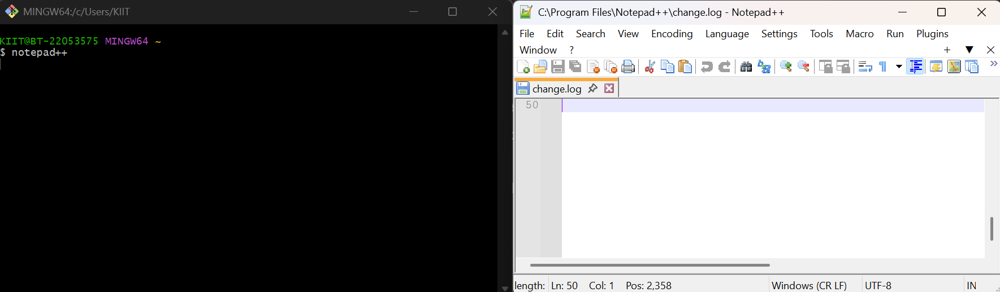 MINGW64:/c/Users/KIIT
KIIT@BT-22053575 MINGW64 ~
$ notepad++
C:\Program Files\Notepad++\change.log - Notepad++
File Edit Search View Encoding Language Settings Tools Macro Run Plugins
Window ?
change.log
50
length: Ln: 50 Col: 1 Pos: 2,358 Windows (CR LF) UTF-8 IN